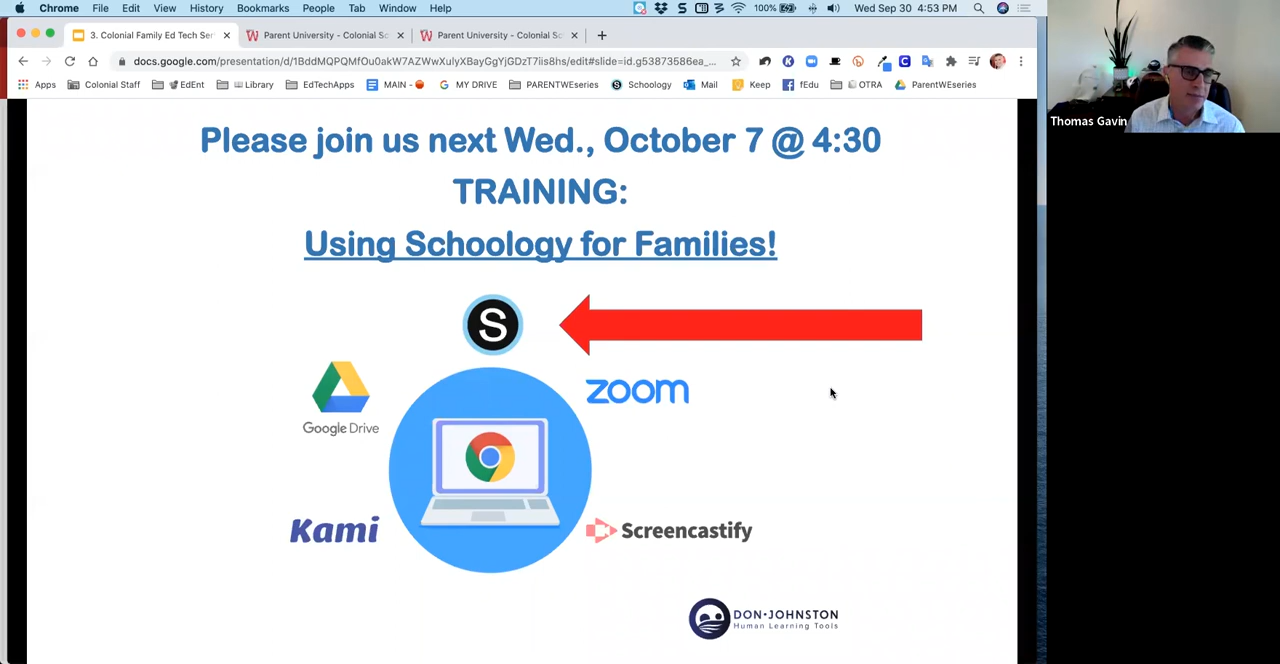 Chrome File Edit View History Bookmarks People Tab Window Help 100% Wed Sep 30 4:53 PM
3. Colonial Family Ed Tech Ser Parent University - Colonial Sc Parent University - Colonial Sc
docs.google.com/presentation/d/1BddMQPQMfOu0akW7AZWwXulyXBayGgYjGDzT7iis8hs/edit#slide=id.g53873586ea_...
Apps Colonial Staff EdEnt Library EdTechApps MAIN - MY DRIVE PARENTWEseries Schoology Mail Keep fEdu OTRA ParentWEseries
Thomas Gavin
Please join us next Wed., October 7 @ 4:30
TRAINING:
Using Schoology for Families!
S
Google Drive
zoom
Kami
Screencastify
DON JOHNSTON
Human Learning Tools